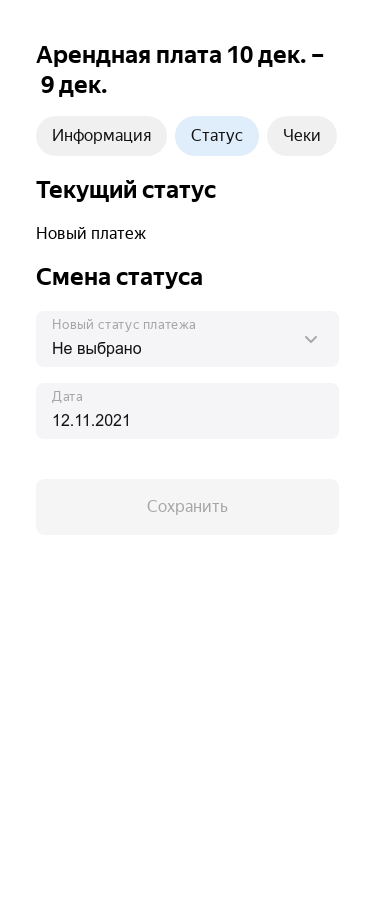 Арендная плата 10 дек. –
9 дек.
Информация
Статус
Чеки
Текущий статус
Новый платеж
Смена статуса
Новый статус платежа
Не выбрано
Дата
12.11.2021
Сохранить